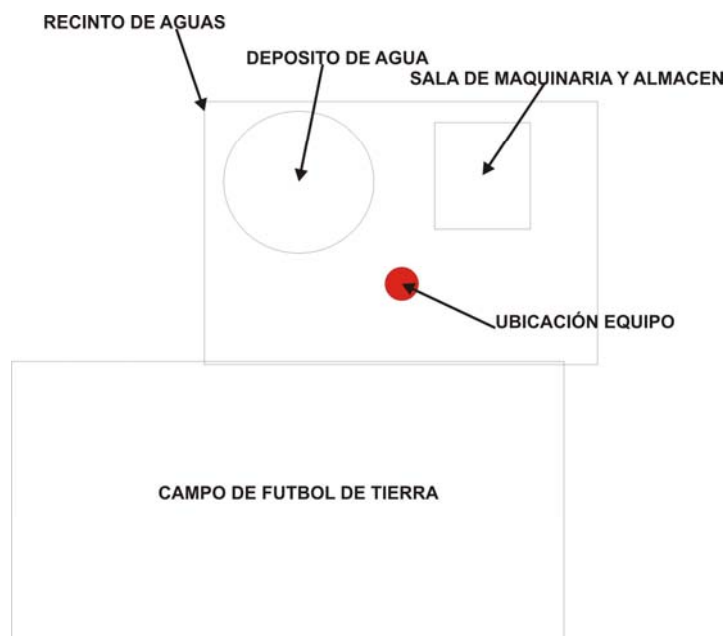 RECINTO DE AGUAS
DEPOSITO DE AGUA
SALA DE MAQUINARIA Y ALMACEN
UBICACIÓN EQUIPO
CAMPO DE FUTBOL DE TIERRA